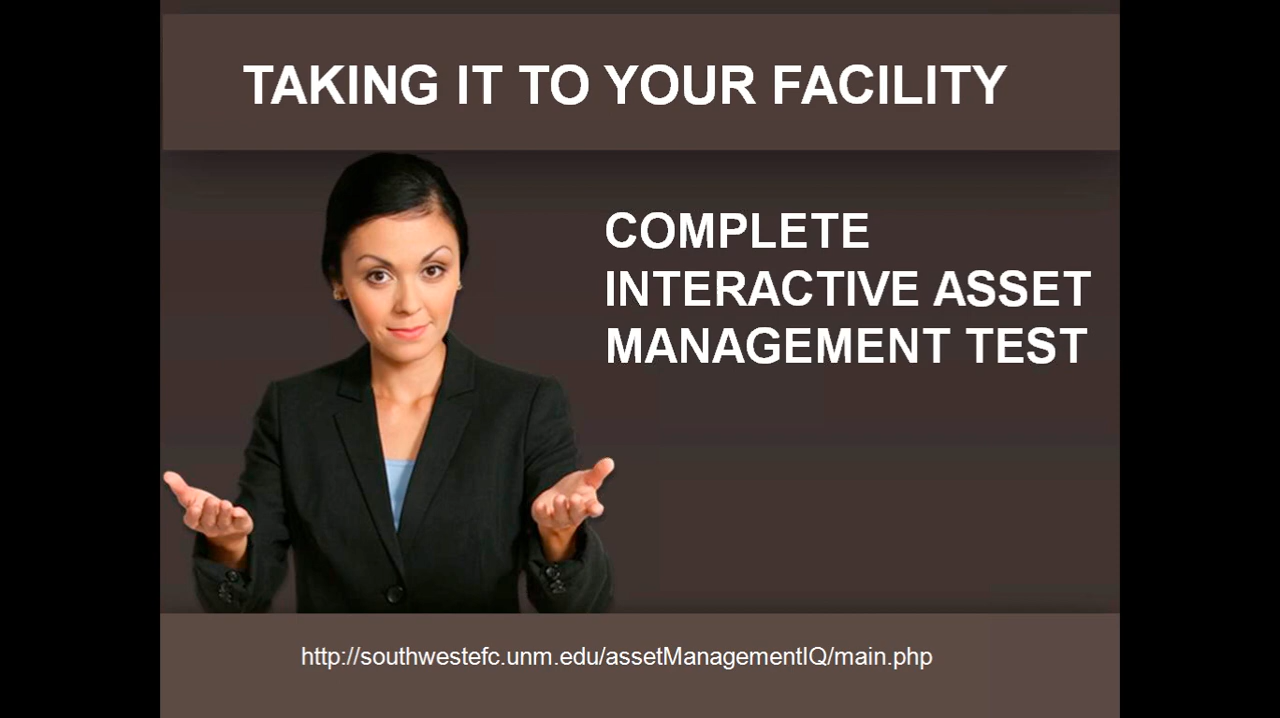 TAKING IT TO YOUR FACILITY
COMPLETE
INTERACTIVE ASSET
MANAGEMENT TEST
http://southwestefc.unm.edu/assetManagementIQ/main.php